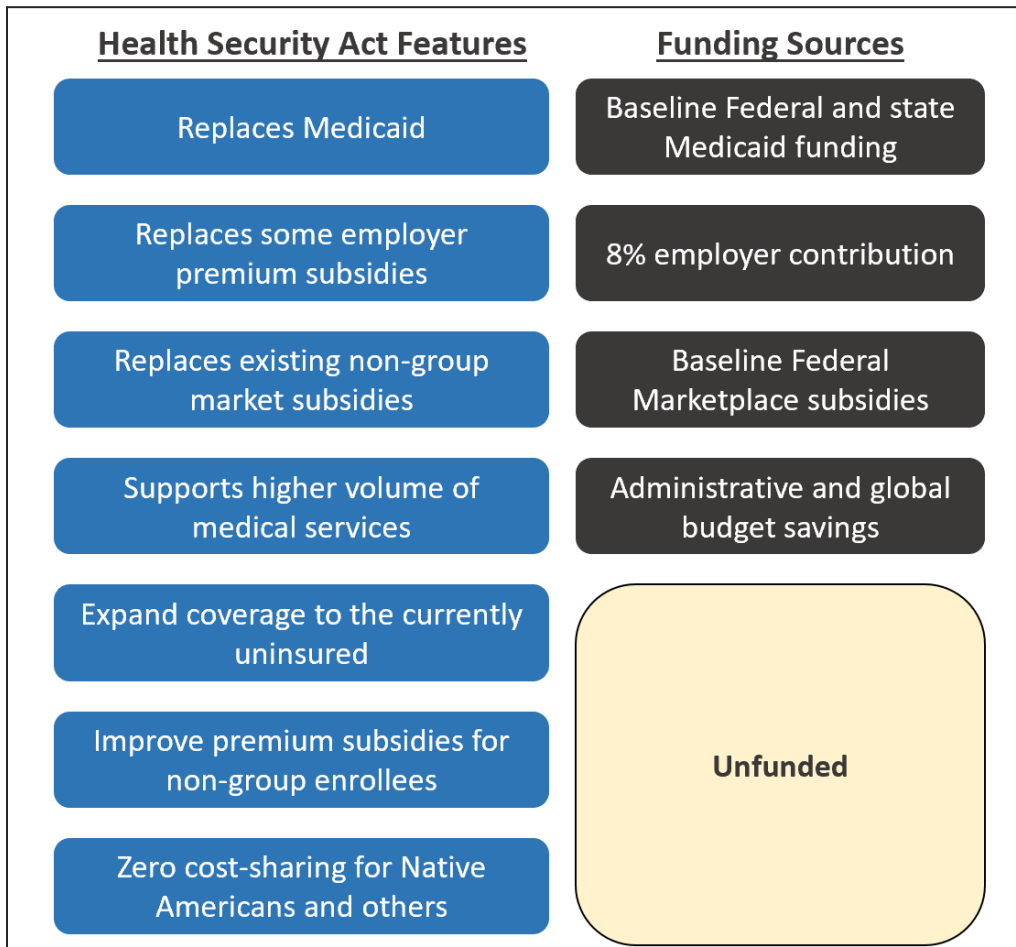 Health Security Act Features
Funding Sources
Replaces Medicaid
Baseline Federal and state
Medicaid funding
Replaces some employer
premium subsidies
8% employer contribution
Replaces existing non-group
market subsidies
Baseline Federal
Marketplace subsidies
Supports higher volume of
medical services
Administrative and global
budget savings
Expand coverage to the currently
uninsured
Improve premium subsidies for
non-group enrollees
Zero cost-sharing for Native
Americans and others
Unfunded